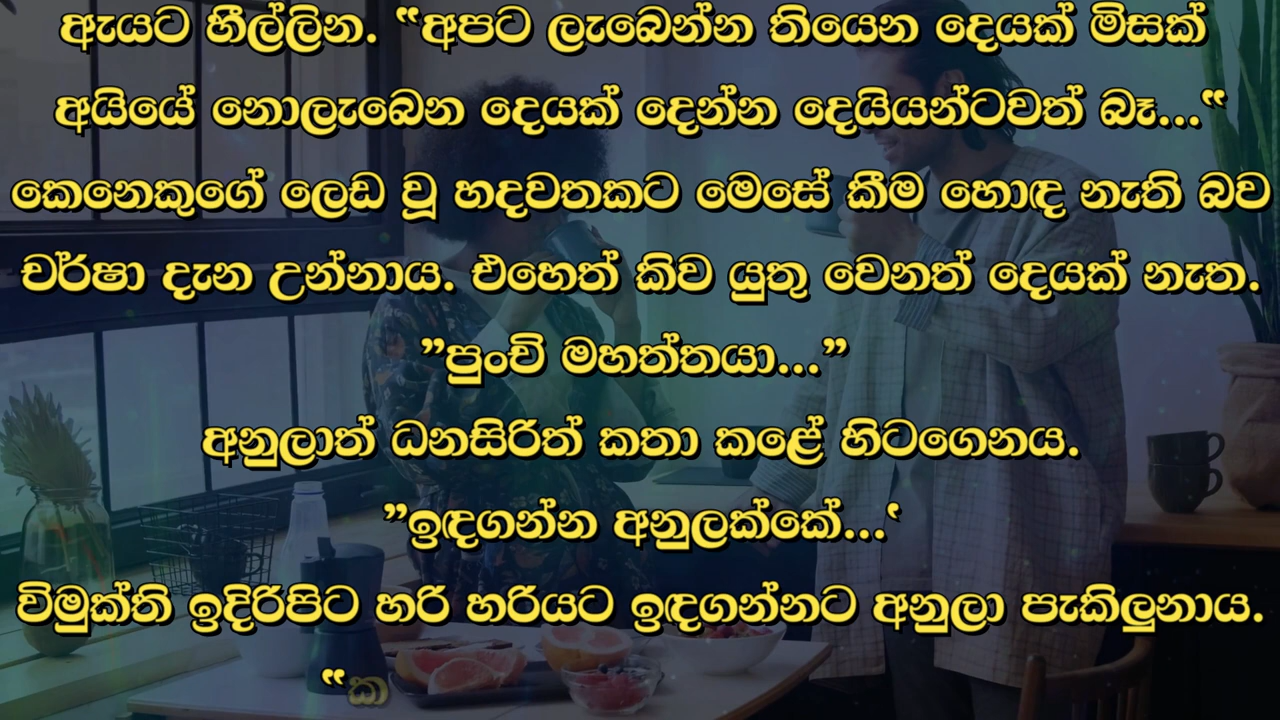 ඇයට හීල්ලින. “අපට ලැබෙන්න තියෙන දෙයක් මිසක්
අයියේ නොලැබෙන දෙයක් දෙන්න දෙයියන්ටවත් බෑ...“
කෙනෙකුගේ ලෙඩ වූ හදවතකට මෙසේ කීම හොඳ නැති බව
චර්ෂා දැන උන්නාය. එහෙත් කිව යුතු වෙනත් දෙයක් නැත.
”පුංචි මහත්තයා...”
අනුලාත් ධනසිරිත් කතා කළේ හිටගෙනය.
”ඉඳගන්න අනුලක්කේ...‘
විමුක්ති ඉදිරිපිට හරි හරියට ඉඳගන්නට අනුලා පැකිලුනාය.
“ක